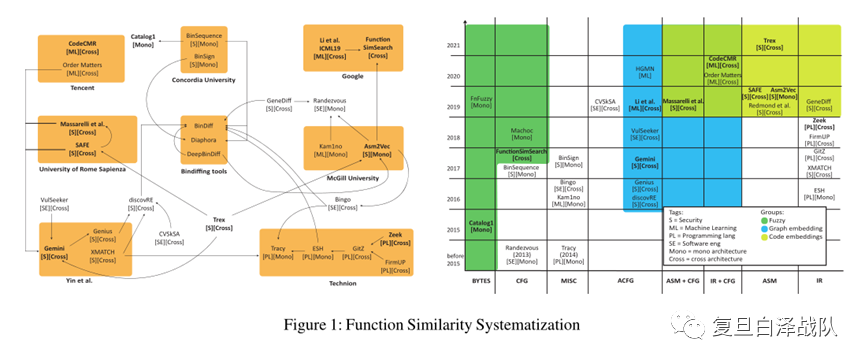 CodeCMR
[ML][Cross]
Order Matters
[ML][Cross]
Tencent
Catalog1
[Mono]
BinSequence
[S][Mono]
BinSign
[S][Mono]
Concordia University
Li et al.
ICML19
[ML][Cross]
Function
SimSearch
[Cross]
Google
Massarelli et al.
[S][Cross]
SAFE
[S][Cross]
University of Rome Sapienza
BinDiff
Diaphora
DeepBinDiff
Bindiffing tools
GeneDiff
[S][Cross]
Randezvous
[SE][Mono]
Kam1no
[ML][Mono]
Asm2Vec
[S][Mono]
McGill University
VulSeeker
[SE][Cross]
discovRE
[S][Cross]
Genius
[S][Cross]
CVSkSA
[SE][Cross]
Gemini
[S][Cross]
XMATCH
[S][Cross]
Yin et al.
Trex
[S][Cross]
Bingo
[SE][Cross]
Tracy
[PL][Mono]
ESH
[PL][Mono]
GitZ
[PL][Cross]
Zeek
[PL][Cross]
FirmUP
[PL][Cross]
Technion
2021
Trex
[S][Cross]
2020
HGMN
[ML]
CodeCMR
[ML][Cross]
Order Matters
[ML][Cross]
2019
FnFuzzy
[Mono]
CVSkSA
[SE][Cross]
Li et al.
[ML][Cross]
Massarelli et al.
[S][Cross]
SAFE Asm2Vec
[S][Cross][S][Mono]
Redmond et al.
[S][Cross]
GeneDiff
[S][Cross]
2018
Machoc
[Mono]
VulSeeker
[SE][Cross]
Zeek
[PL][Cross]
FirmUP
[PL][Cross]
2017
FunctionSimSearch
[Cross]
BinSequence
[S][Mono]
BinSign
[S][Mono]
Gemini
[S][Cross]
GitZ
[PL][Cross]
XMATCH
[S][Cross]
2016
Bingo
[SE][Cross]
Kam1no
[ML][Mono]
Genius
[S][Cross]
discovRE
[S][Cross]
ESH
[PL][Mono]
2015
Catalog1
[Mono]
before
2015
Randezvous
(2013)
[SE][Mono]
Tracy
(2014)
[PL][Mono]
Tags:
S = Security
ML = Machine Learning
PL = Programming lang
SE = Software eng
Mono = mono architecture
Cross = cross architecture
Groups:
Fuzzy
Graph embedding
Code embeddings
BYTES CFG MISC ACFG ASM + CFG IR + CFG ASM IR
Figure 1: Function Similarity Systematization
复旦白泽战队